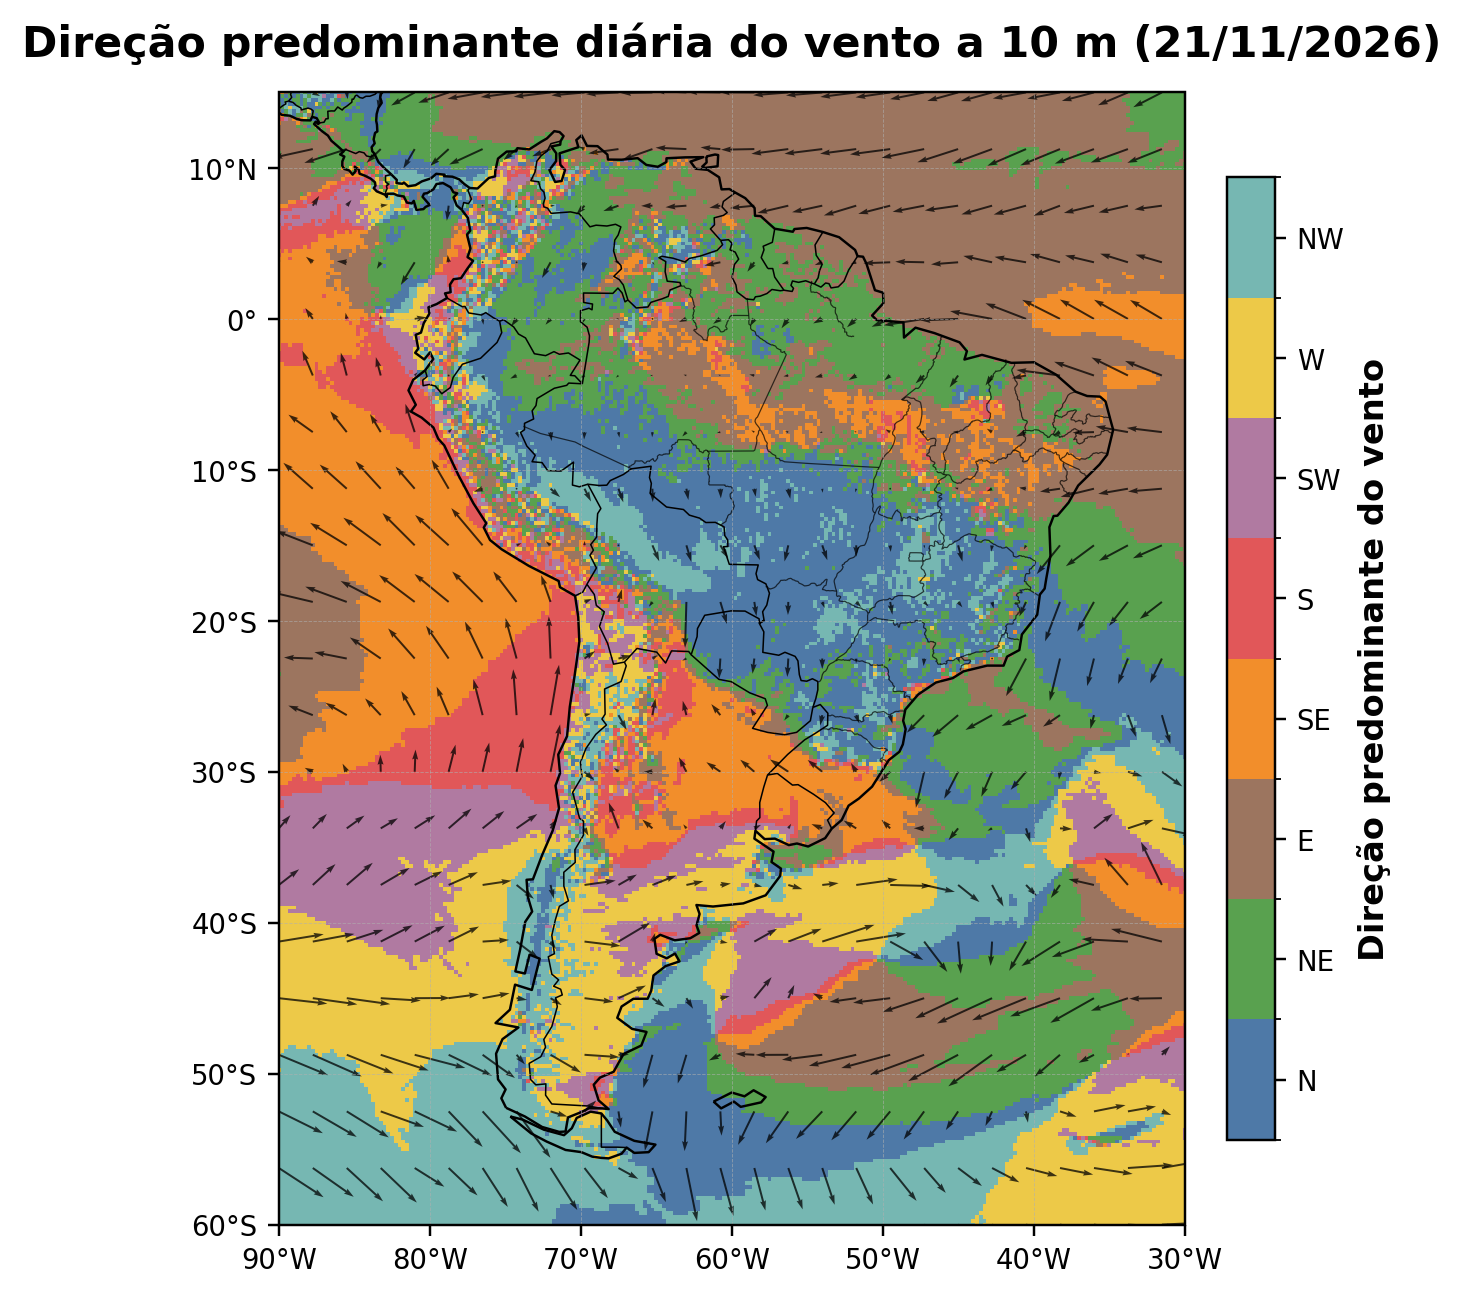 Direção predominante diária do vento a 10 m (21/11/2026)
10°N
0°
10°S
20°S
30°S
40°S
50°S
60°S
90°W
80°W
70°W
60°W
50°W
40°W
30°W
NW
W
SW
S
SE
E
NE
N
Direção predominante do vento